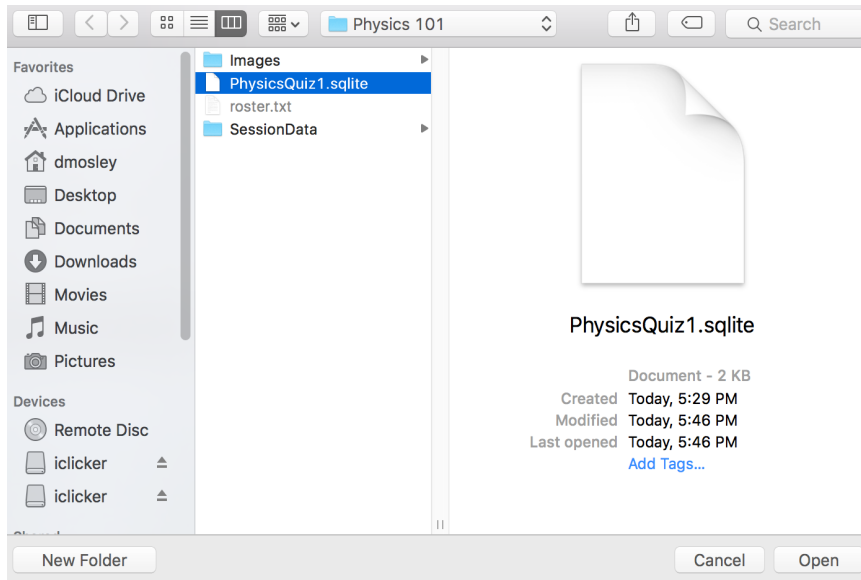 Physics 101
Search
Favorites
iCloud Drive
Applications
dmosley
Desktop
Documents
Downloads
Movies
Music
Pictures
Devices
Remote Disc
iclicker
iclicker
Images
PhysicsQuiz1.sqlite
roster.txt
SessionData
PhysicsQuiz1.sqlite
Document - 2 KB
Created Today, 5:29 PM
Modified Today, 5:46 PM
Last opened Today, 5:46 PM
Add Tags...
New Folder
Cancel
Open